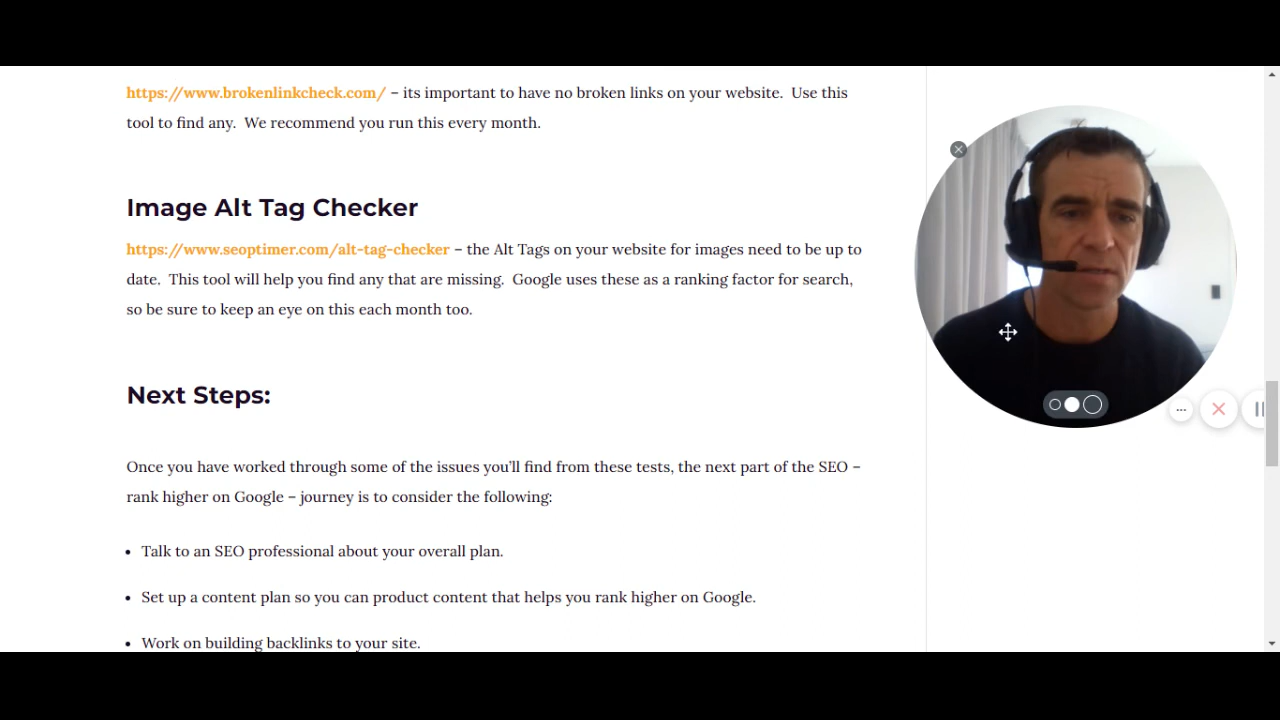 https://www.brokenlinkcheck.com/ – its important to have no broken links on your website.  Use this
tool to find any.  We recommend you run this every month.
Image Alt Tag Checker
https://www.seoptimer.com/alt-tag-checker – the Alt Tags on your website for images need to be up to
date.  This tool will help you find any that are missing.  Google uses these as a ranking factor for search,
so be sure to keep an eye on this each month too.
Next Steps:
Once you have worked through some of the issues you’ll find from these tests, the next part of the SEO –
rank higher on Google – journey is to consider the following:
• Talk to an SEO professional about your overall plan.
• Set up a content plan so you can product content that helps you rank higher on Google.
• Work on building backlinks to your site.